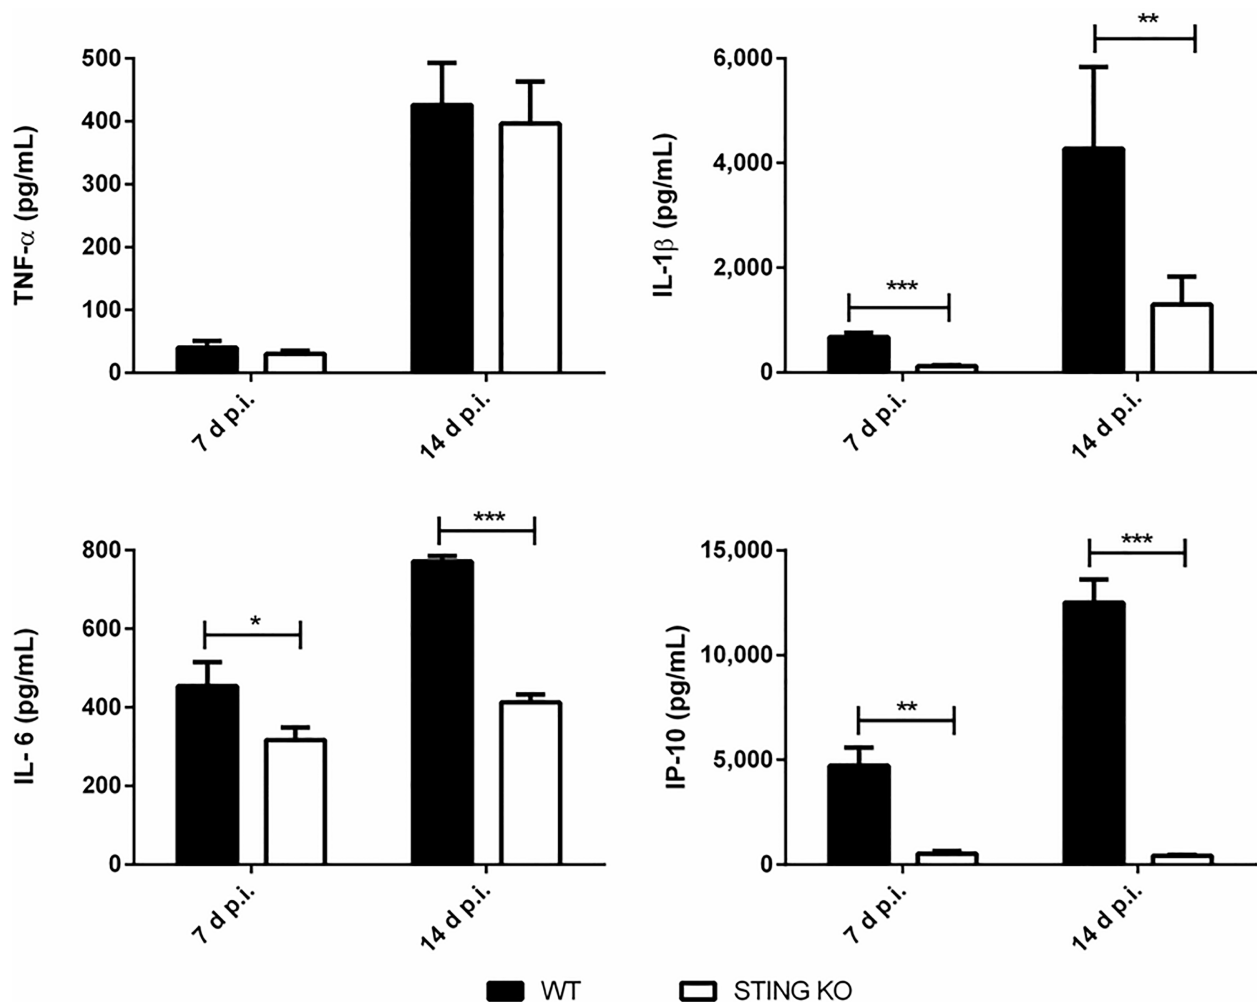 TNF-α (pg/mL)
500
400
300
200
100
0
7 d p.i.
14 d p.i.
IL-1β (pg/mL)
6,000
4,000
2,000
0
***
**
7 d p.i.
14 d p.i.
IL- 6 (pg/mL)
800
600
400
200
0
*
***
7 d p.i.
14 d p.i.
IP-10 (pg/mL)
15,000
10,000
5,000
0
**
***
7 d p.i.
14 d p.i.
WT
STING KO